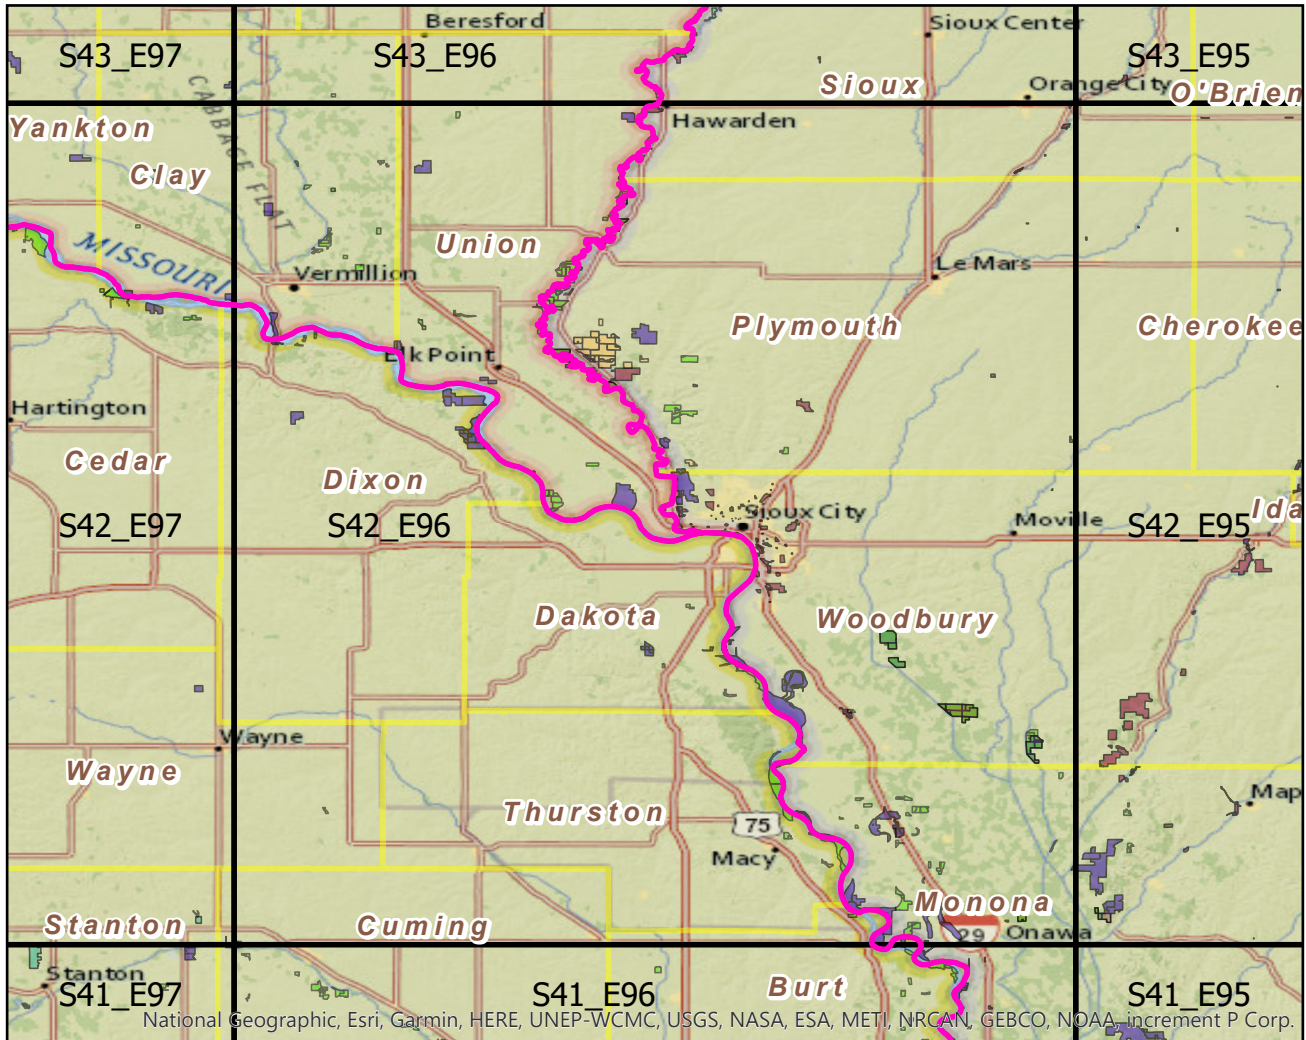 Beresford
Sioux Center
S43_E97
S43_E96
S43_E95
Sioux
Orange City
O'Brien
CABBAGE FLAT
Hawarden
Yankton
Clay
MISSOURI
Union
Vermillion
Le Mars
Plymouth
Cherokee
Elk Point
Hartington
Cedar
Dixon
Sioux City
Moville
Ida
S42_E97
S42_E96
S42_E95
Dakota
Woodbury
Wayne
Wayne
Thurston
Map
75
Macy
Monona
Stanton
Cuming
29
Onawa
Stanton
Burt
S41_E97
S41_E96
S41_E95
National Geographic, Esri, Garmin, HERE, UNEP-WCMC, USGS, NASA, ESA, METI, NRCAN, GEBCO, NOAA, increment P Corp.